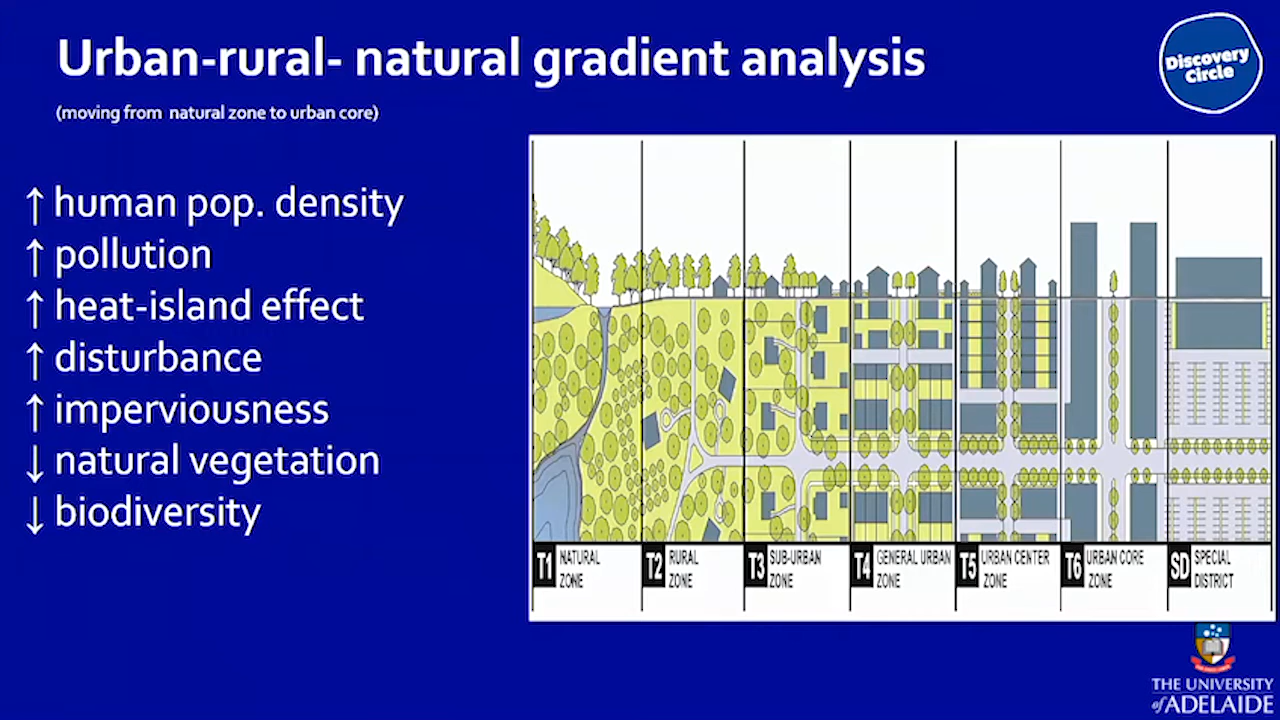 Urban-rural- natural gradient analysis
(moving from natural zone to urban core)
Discovery
Circle
↑ human pop. density
↑ pollution
↑ heat-island effect
↑ disturbance
↑ imperviousness
↓ natural vegetation
↓ biodiversity
T1 NATURAL
ZONE
T2 RURAL
ZONE
T3 SUB-URBAN
ZONE
T4 GENERAL URBAN
ZONE
T5 URBAN CENTER
ZONE
T6 URBAN CORE
ZONE
SD SPECIAL
DISTRICT
THE UNIVERSITY
of ADELAIDE